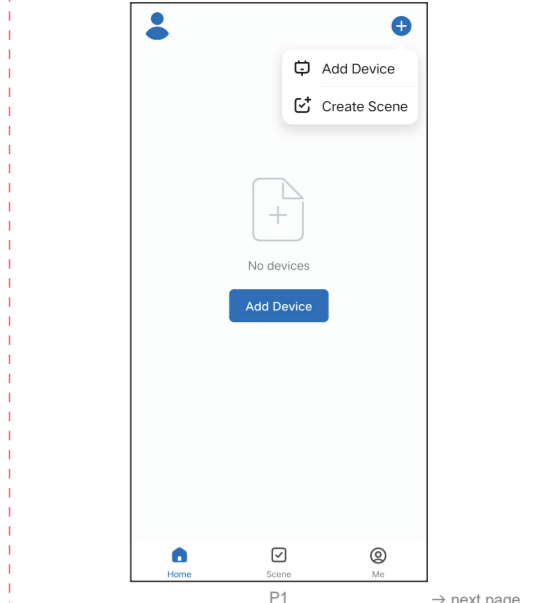 Add Device
Create Scene
No devices
Add Device
Home
Scene
Me
P1
→ next page